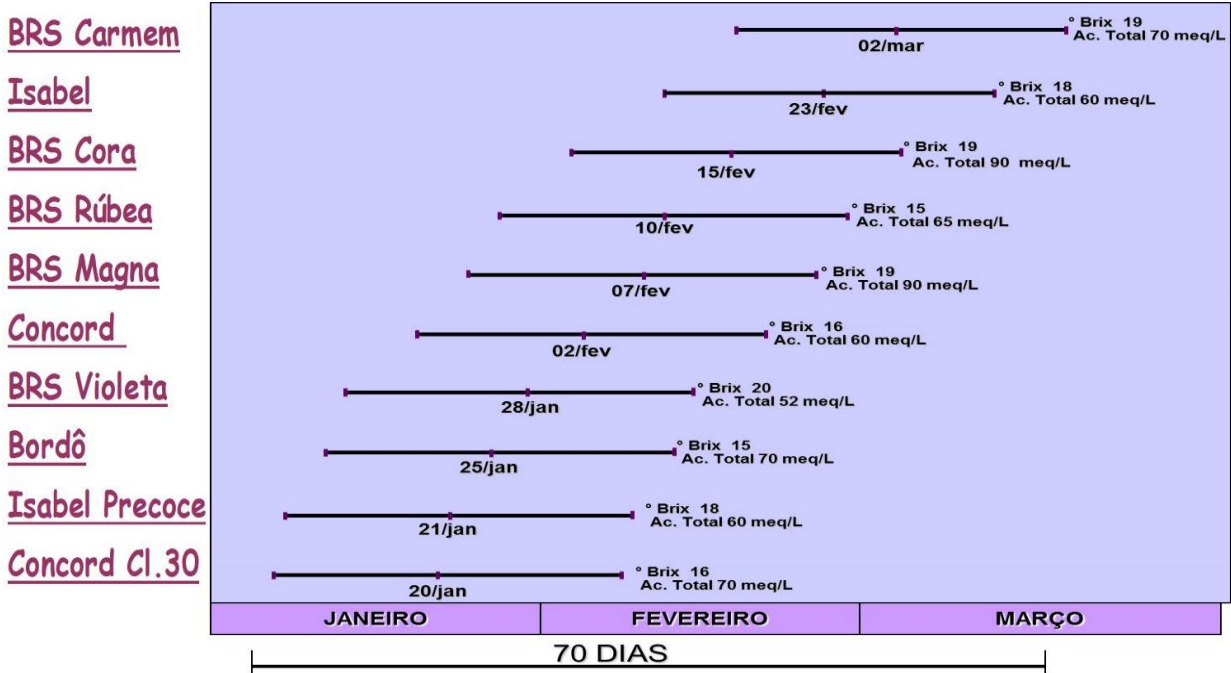 BRS Carmem
° Brix 19
Ac. Total 70 meq/L
02/mar
Isabel
° Brix 18
Ac. Total 60 meq/L
23/fev
BRS Cora
° Brix 19
Ac. Total 90 meq/L
15/fev
BRS Rúbea
° Brix 15
Ac. Total 65 meq/L
10/fev
BRS Magna
° Brix 19
Ac. Total 90 meq/L
07/fev
Concord
° Brix 16
Ac. Total 60 meq/L
02/fev
BRS Violeta
° Brix 20
Ac. Total 52 meq/L
28/jan
Bordô
° Brix 15
Ac. Total 70 meq/L
25/jan
Isabel Precoce
° Brix 18
Ac. Total 60 meq/L
21/jan
Concord Cl.30
° Brix 16
Ac. Total 70 meq/L
20/jan
JANEIRO FEVEREIRO MARÇO
70 DIAS